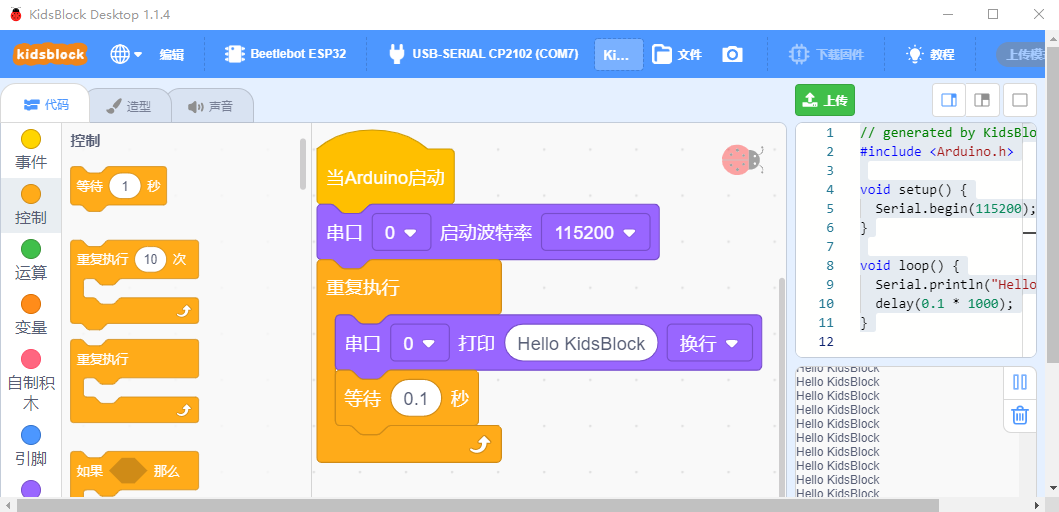 KidsBlock Desktop 1.1.4
kidsblock 编辑 Beetlebot ESP32 USB-SERIAL CP2102 (COM7) Ki... 文件 下载固件 教程 上传模
代码 造型 声音
上传
事件
控制
运算
变量
自制积木
引脚
控制
等待 1 秒
重复执行 10 次
重复执行
如果 那么
当Arduino启动
串口 0 启动波特率 115200
重复执行
串口 0 打印 Hello KidsBlock 换行
等待 0.1 秒
1 // generated by KidsBlo
2 #include <Arduino.h>
3
4 void setup() {
5 Serial.begin(115200);
6 }
7
8 void loop() {
9 Serial.println("Hello
10 delay(0.1 * 1000);
11 }
12
Hello KidsBlock
Hello KidsBlock
Hello KidsBlock
Hello KidsBlock
Hello KidsBlock
Hello KidsBlock
Hello KidsBlock
Hello KidsBlock
Hello KidsBlock
Hello KidsBlock